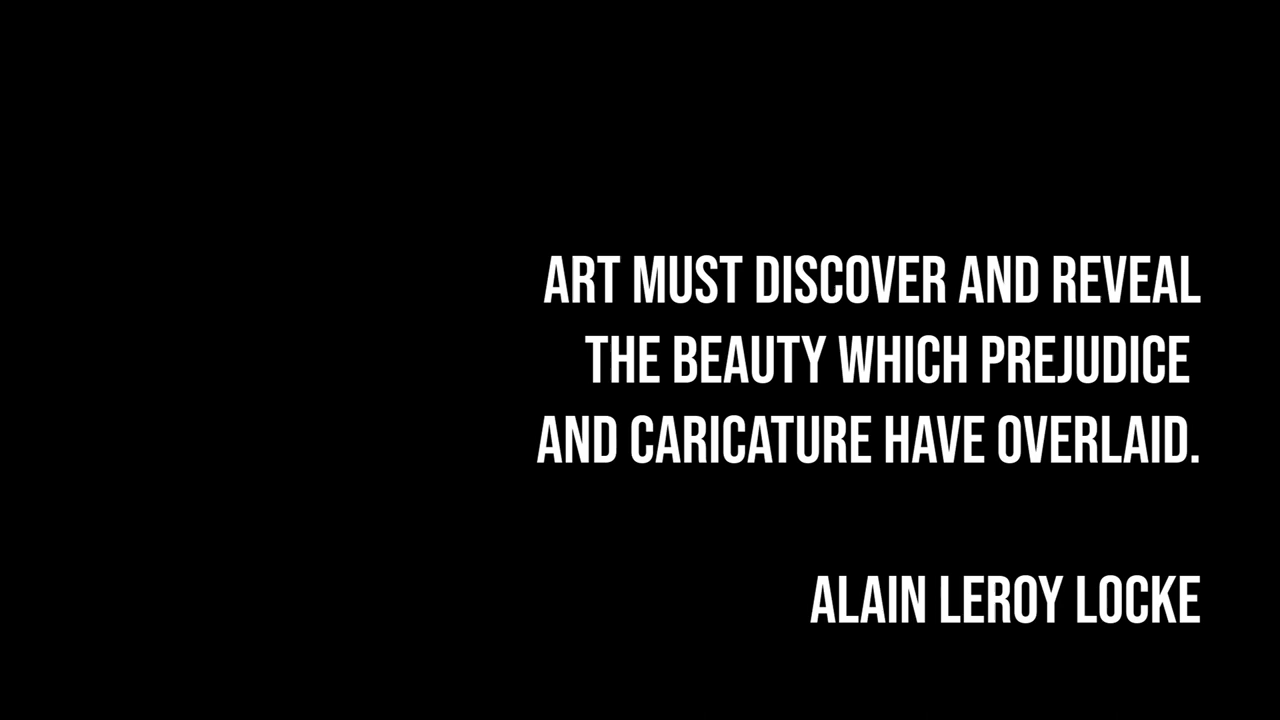 ART MUST DISCOVER AND REVEAL
THE BEAUTY WHICH PREJUDICE
AND CARICATURE HAVE OVERLAID.
ALAIN LEROY LOCKE